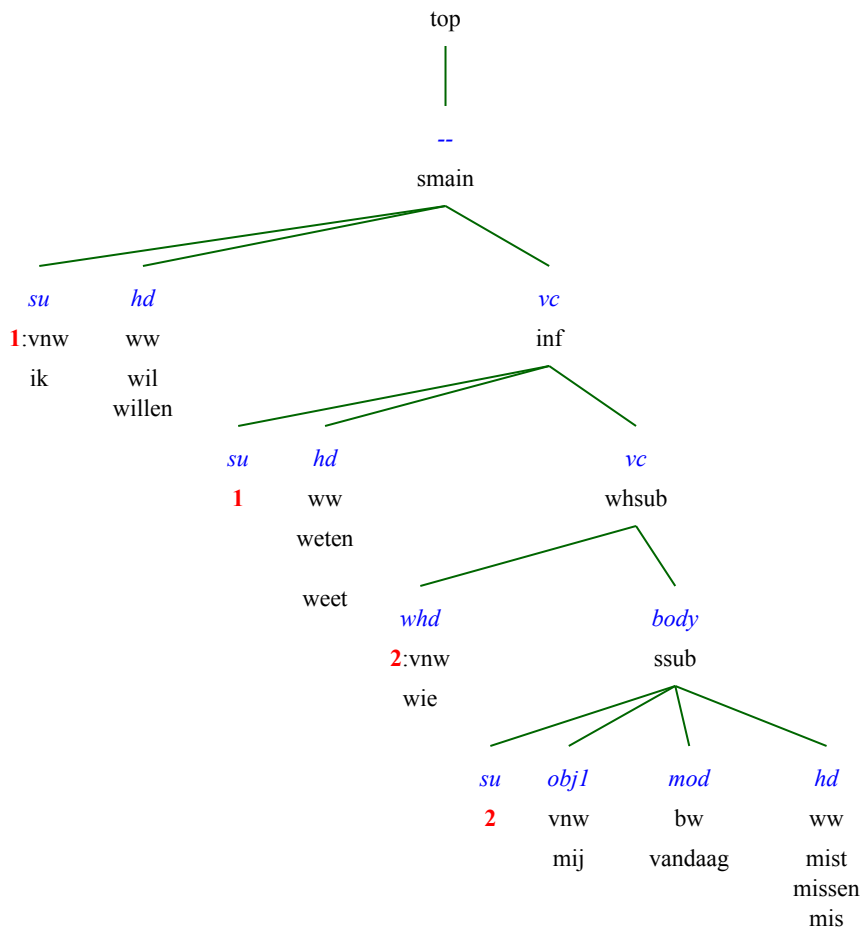 top
--
smain
su hd vc
1:vnw ww inf
ik wil
willen
su hd vc
1 ww whsub
weten
weet
whd body
2:vnw ssub
wie
su obj1 mod hd
2 vnw bw ww
mij vandaag mist
missen
mis